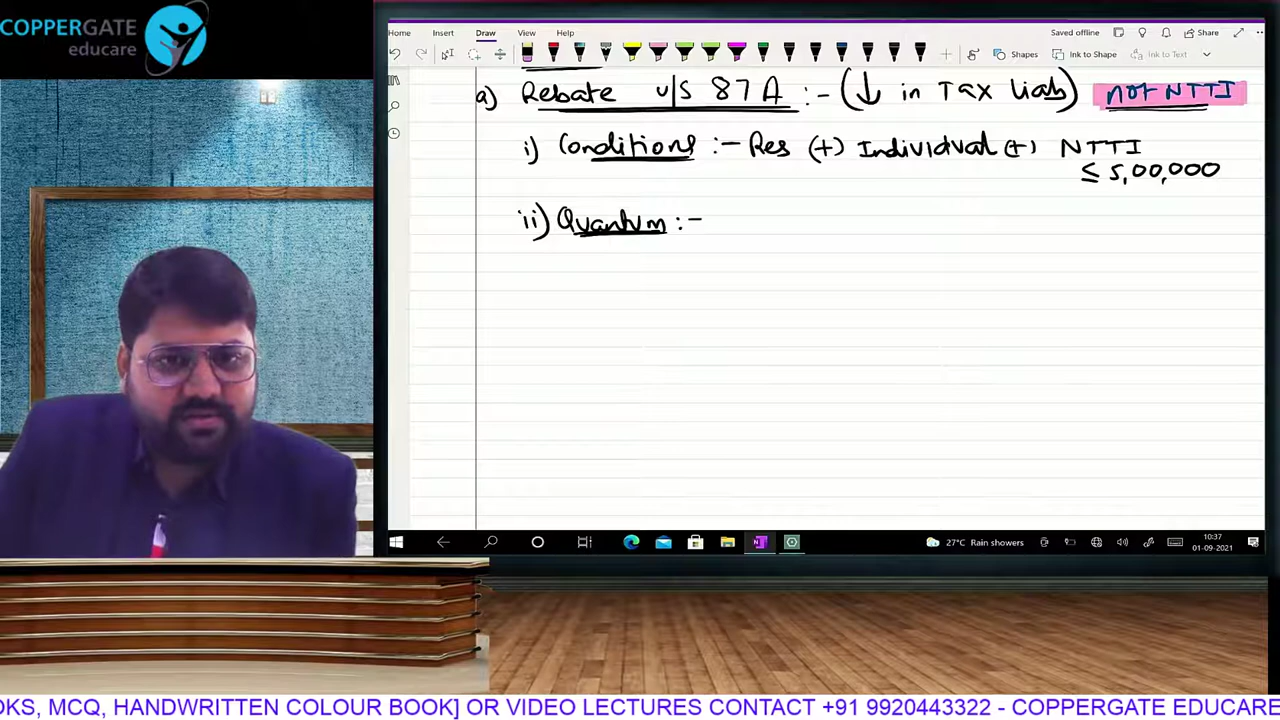 COPPERGATE
educare
Home Insert Draw View Help
Saved offline
Share
Shapes
Ink to Shape
Ink to Text
a) Rebate u/s 87A :- (↓ in Tax liab) not NTTI
i) Conditions :- Res (+) Individual (+) NTTI
≤ 5,00,000
ii) Quantum :-
27°C Rain showers
10:37
01-09-2021
OKS, MCQ, HANDWRITTEN COLOUR BOOK] OR VIDEO LECTURES CONTACT +91 9920443322 - COPPERGATE EDUCARE